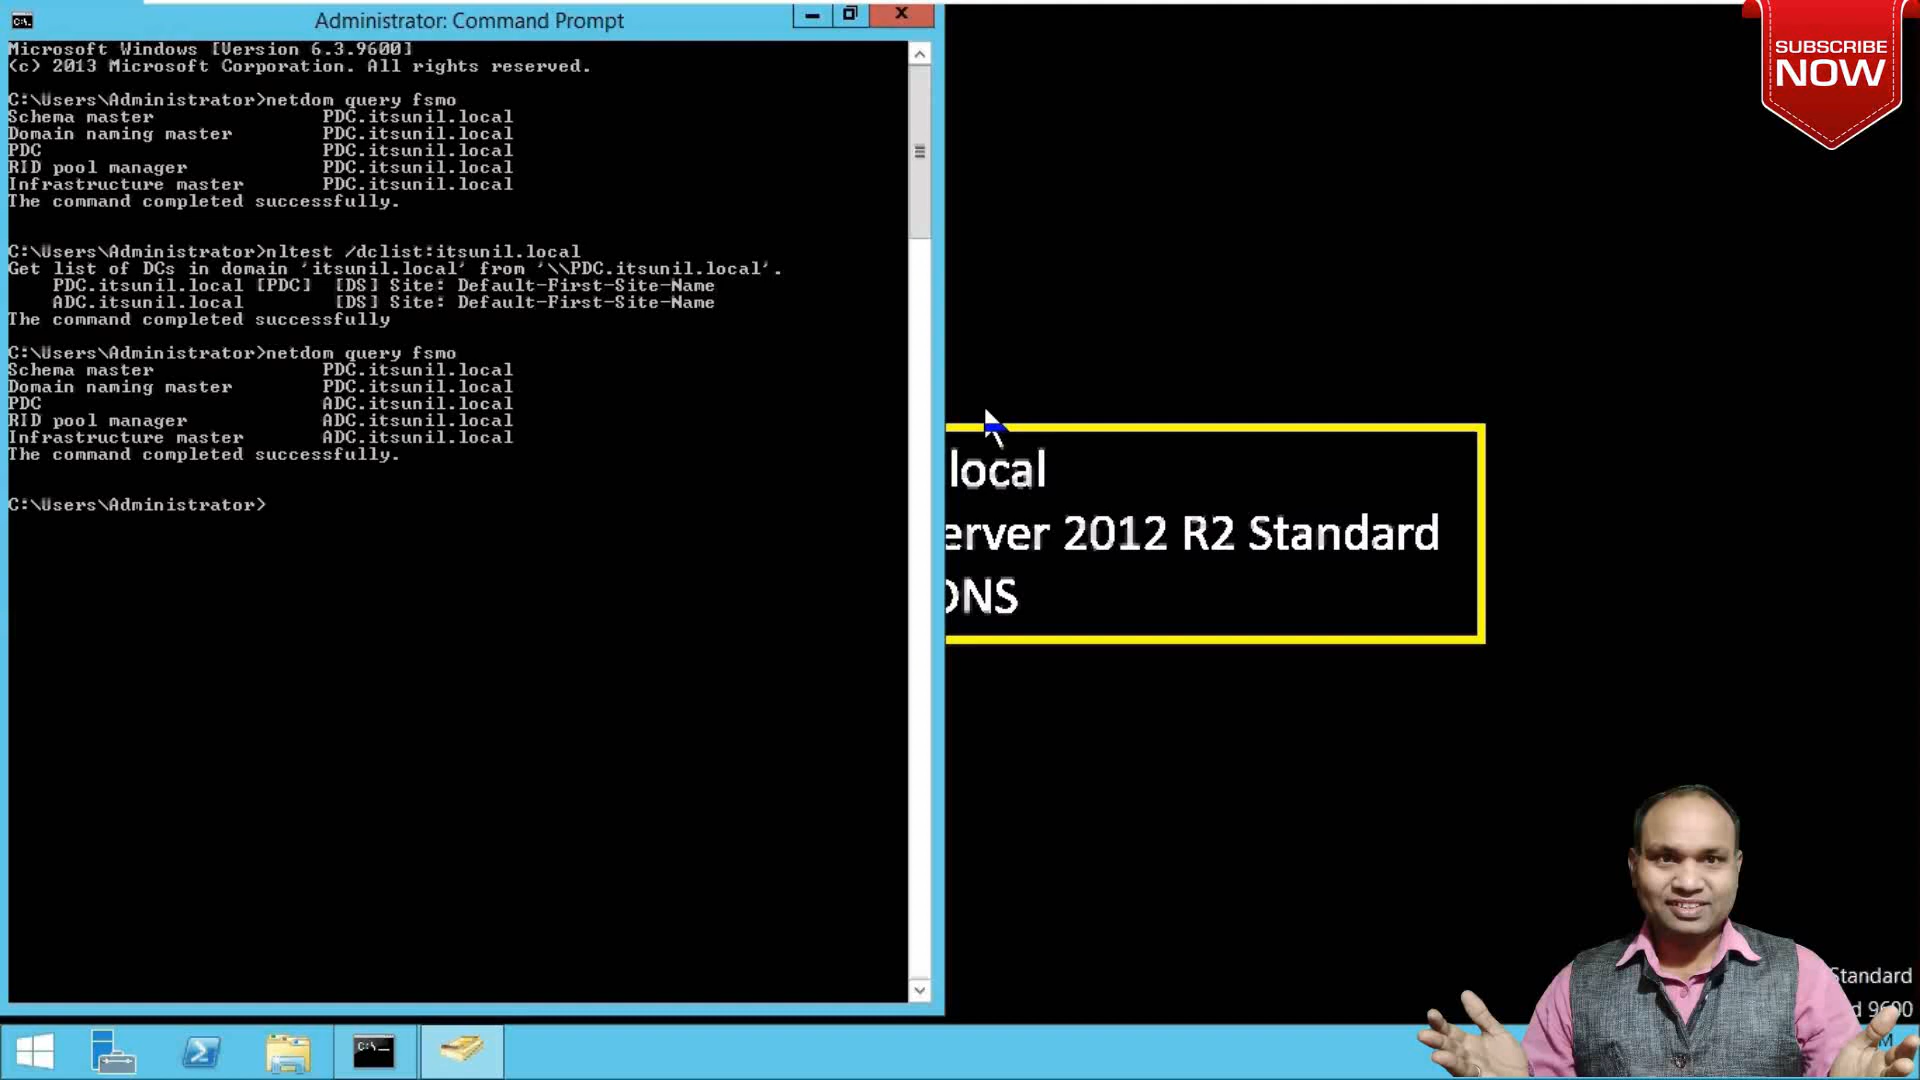 Administrator: Command Prompt
Microsoft Windows [Version 6.3.9600]
(c) 2013 Microsoft Corporation. All rights reserved.
C:\Users\Administrator>netdom query fsmo
Schema master PDC.itsunil.local
Domain naming master PDC.itsunil.local
PDC PDC.itsunil.local
RID pool manager PDC.itsunil.local
Infrastructure master PDC.itsunil.local
The command completed successfully.
C:\Users\Administrator>nltest /dclist:itsunil.local
Get list of DCs in domain 'itsunil.local' from '\\PDC.itsunil.local'.
PDC.itsunil.local [PDC] [DS] Site: Default-First-Site-Name
ADC.itsunil.local [DS] Site: Default-First-Site-Name
The command completed successfully
C:\Users\Administrator>netdom query fsmo
Schema master PDC.itsunil.local
Domain naming master PDC.itsunil.local
PDC ADC.itsunil.local
RID pool manager ADC.itsunil.local
Infrastructure master ADC.itsunil.local
The command completed successfully.
C:\Users\Administrator>
SUBSCRIBE
NOW
local
erver 2012 R2 Standard
DNS
Standard